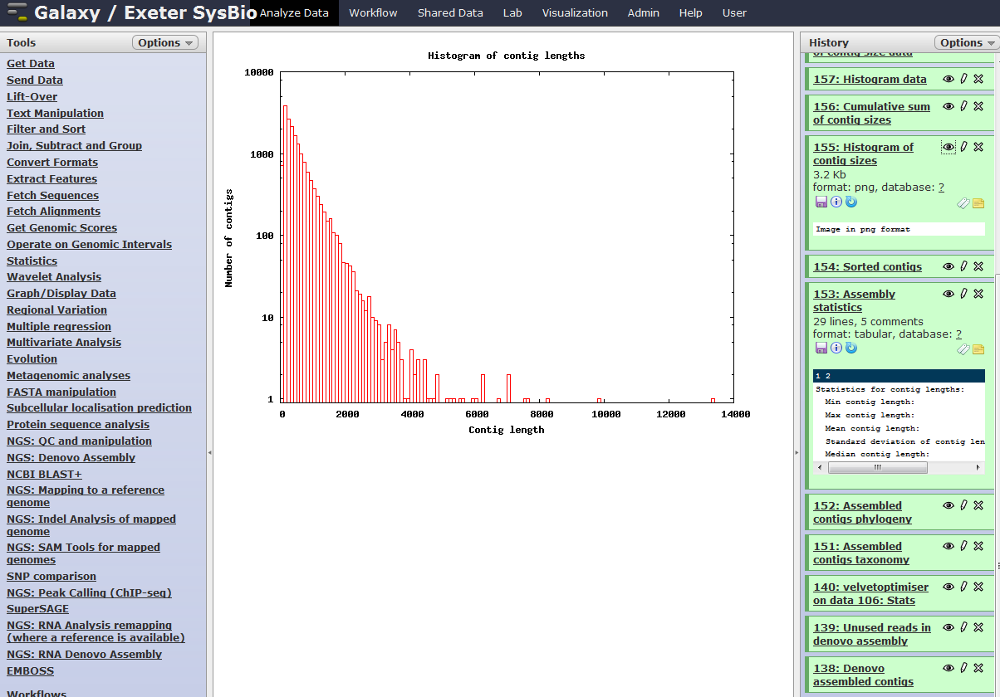 Galaxy / Exeter SysBio
Analyze Data Workflow Shared Data Lab Visualization Admin Help User
Tools
Options
Get Data
Send Data
Lift-Over
Text Manipulation
Filter and Sort
Join, Subtract and Group
Convert Formats
Extract Features
Fetch Sequences
Fetch Alignments
Get Genomic Scores
Operate on Genomic Intervals
Statistics
Wavelet Analysis
Graph/Display Data
Regional Variation
Multiple regression
Multivariate Analysis
Evolution
Metagenomic analyses
FASTA manipulation
Subcellular localisation prediction
Protein sequence analysis
NGS: QC and manipulation
NGS: Denovo Assembly
NCBI BLAST+
NGS: Mapping to a reference
genome
NGS: Indel Analysis of mapped
genome
NGS: SAM Tools for mapped
genomes
SNP comparison
NGS: Peak Calling (ChIP-seq)
SuperSAGE
NGS: RNA Analysis remapping
(where a reference is available)
NGS: RNA Denovo Assembly
EMBOSS
Workflows
Histogram of contig lengths
10000
1000
100
10
1
Number of contigs
0 2000 4000 6000 8000 10000 12000 14000
Contig length
History
Options
of contig size data
157: Histogram data
156: Cumulative sum
of contig sizes
155: Histogram of
contig sizes
3.2 Kb
format: png, database: ?
Image in png format
154: Sorted contigs
153: Assembly
statistics
29 lines, 5 comments
format: tabular, database: ?
1 2
Statistics for contig lengths:
Min contig length:
Max contig length:
Mean contig length:
Standard deviation of contig len
Median contig length:
152: Assembled
contigs phylogeny
151: Assembled
contigs taxonomy
140: velvetoptimiser
on data 106: Stats
139: Unused reads in
denovo assembly
138: Denovo
assembled contigs